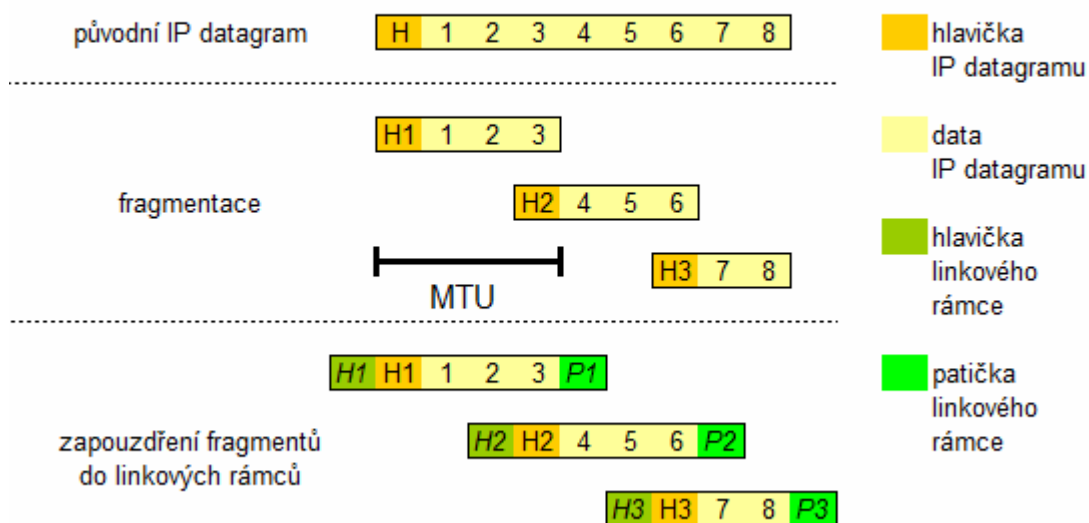 původní IP datagram
H 1 2 3 4 5 6 7 8
hlavička
IP datagramu
H1 1 2 3
data
IP datagramu
fragmentace
H2 4 5 6
hlavička
linkového
rámce
H3 7 8
MTU
H1 H1 1 2 3 P1
patička
linkového
rámce
zapouzdření fragmentů
do linkových rámců
H2 H2 4 5 6 P2
H3 H3 7 8 P3